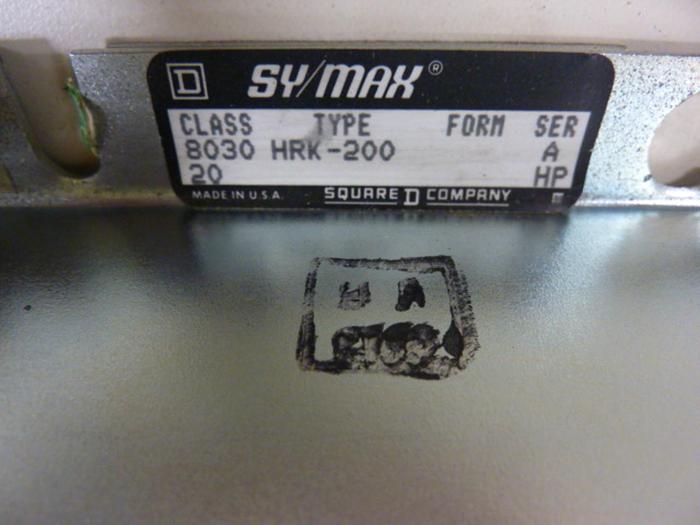 D SY/MAX®
CLASS TYPE FORM SER
8030 HRK-200 A
20 HP
MADE IN U.S.A. SQUARE D COMPANY